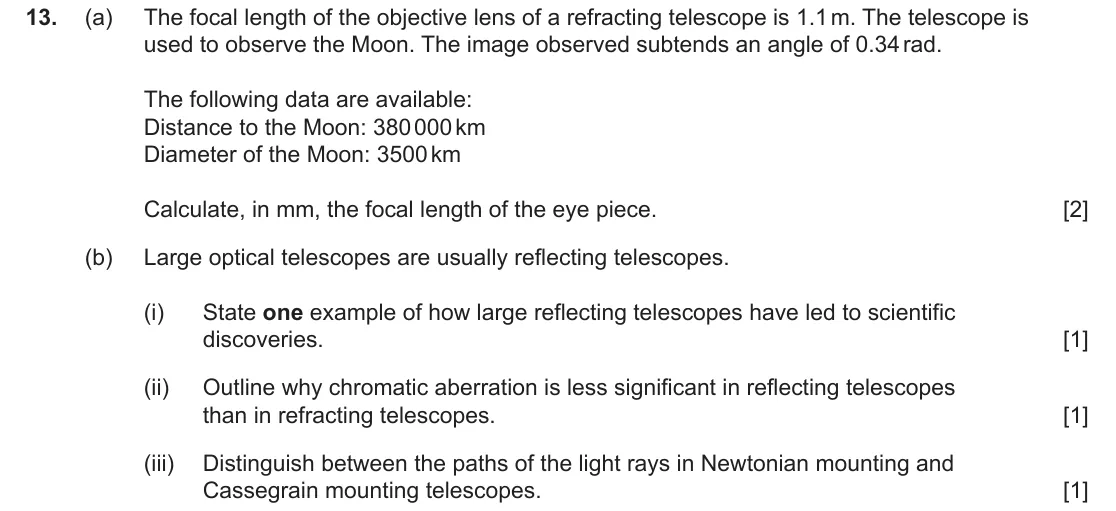 13. (a) The focal length of the objective lens of a refracting telescope is 1.1 m. The telescope is
used to observe the Moon. The image observed subtends an angle of 0.34 rad.
The following data are available:
Distance to the Moon: 380 000 km
Diameter of the Moon: 3500 km
Calculate, in mm, the focal length of the eye piece. [2]
(b) Large optical telescopes are usually reflecting telescopes.
(i) State one example of how large reflecting telescopes have led to scientific
discoveries. [1]
(ii) Outline why chromatic aberration is less significant in reflecting telescopes
than in refracting telescopes. [1]
(iii) Distinguish between the paths of the light rays in Newtonian mounting and
Cassegrain mounting telescopes. [1]